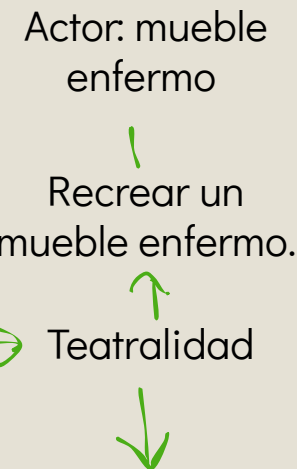 Actor: mueble
enfermo
Recrear un
mueble enfermo.
Teatralidad